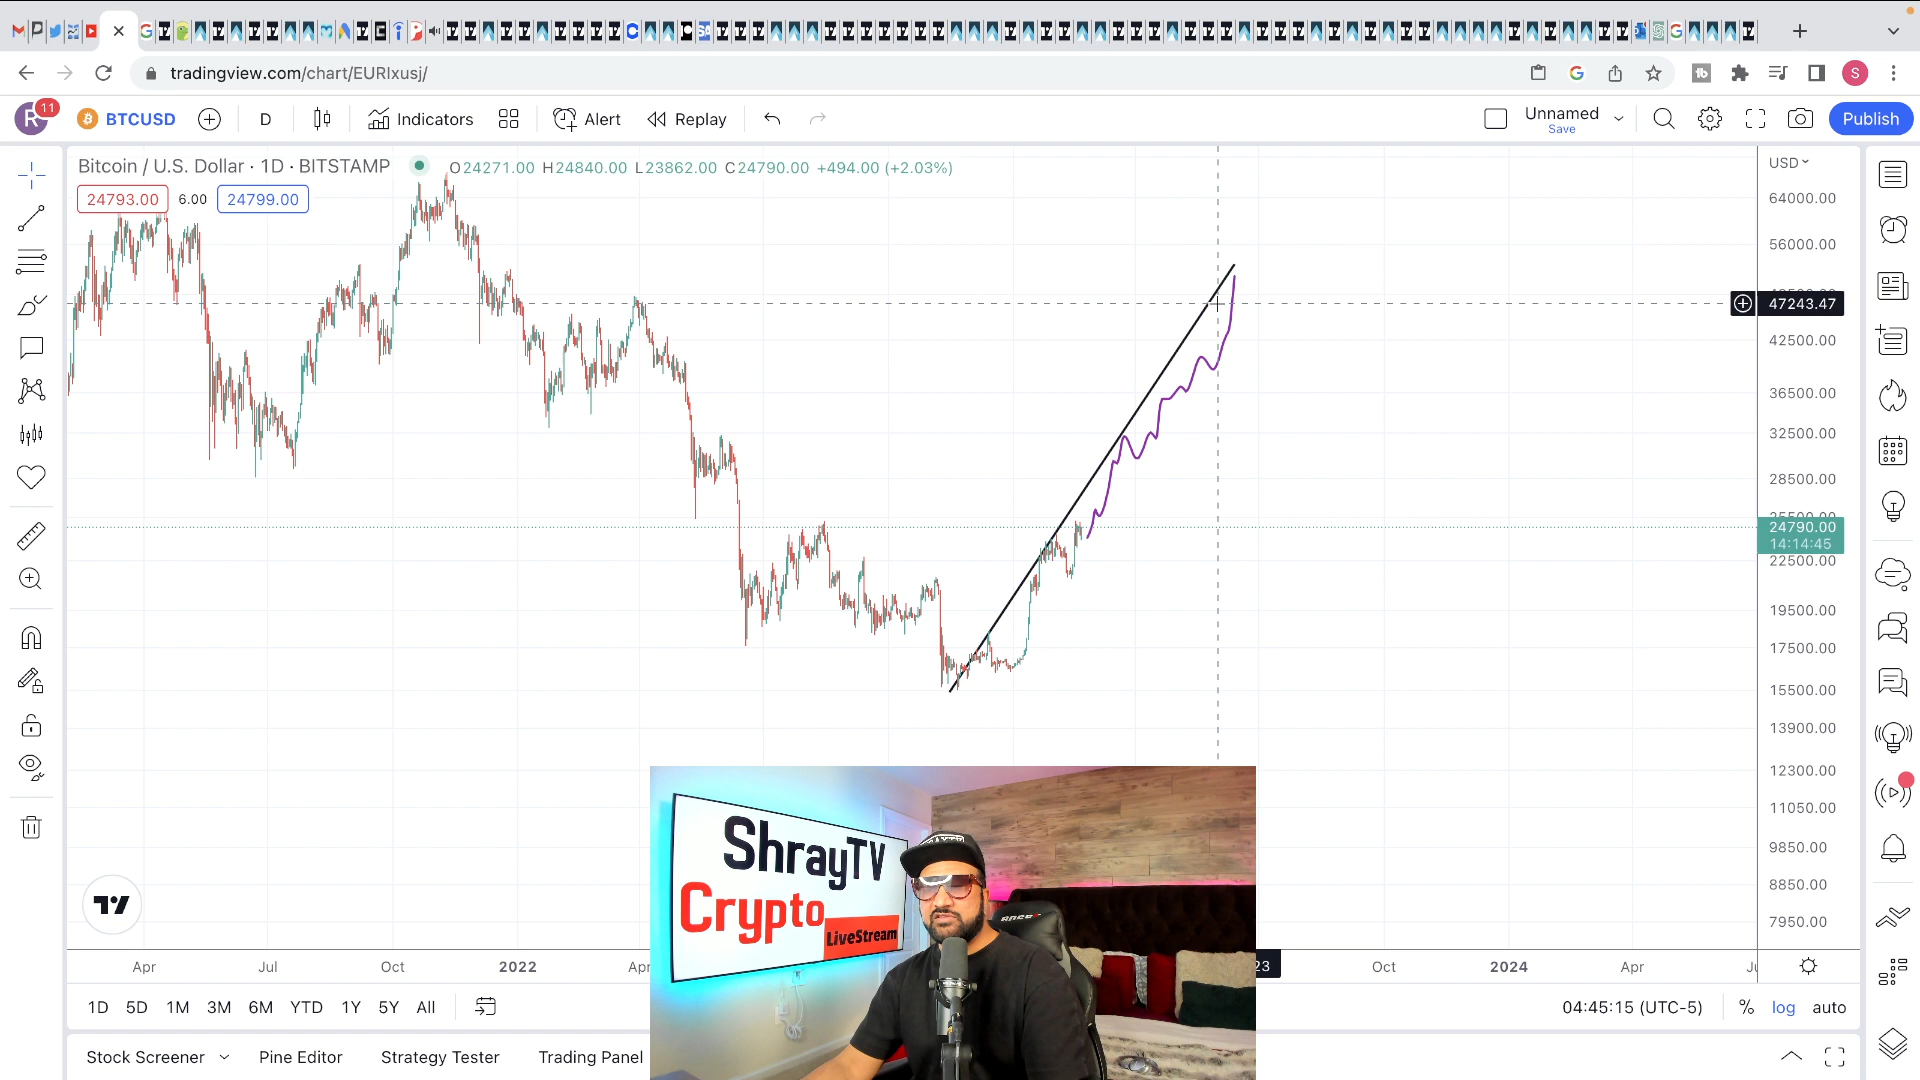 tradingview.com/chart/EURIxusj/
S
R
11
BTCUSD
D
Indicators
Alert
Replay
Unnamed
Save
Publish
Bitcoin / U.S. Dollar · 1D · BITSTAMP
O24271.00 H24840.00 L23862.00 C24790.00 +494.00 (+2.03%)
24793.00
6.00
24799.00
USD
64000.00
56000.00
47243.47
42500.00
36500.00
32500.00
28500.00
24790.00
14:14:45
22500.00
19500.00
17500.00
15500.00
13900.00
12300.00
11050.00
9850.00
8850.00
7950.00
Apr
Jul
Oct
2022
Apr
23
Oct
2024
Apr
1D
5D
1M
3M
6M
YTD
1Y
5Y
All
04:45:15 (UTC-5)
%
log
auto
Stock Screener
Pine Editor
Strategy Tester
Trading Panel
ShrayTV
Crypto
LiveStream